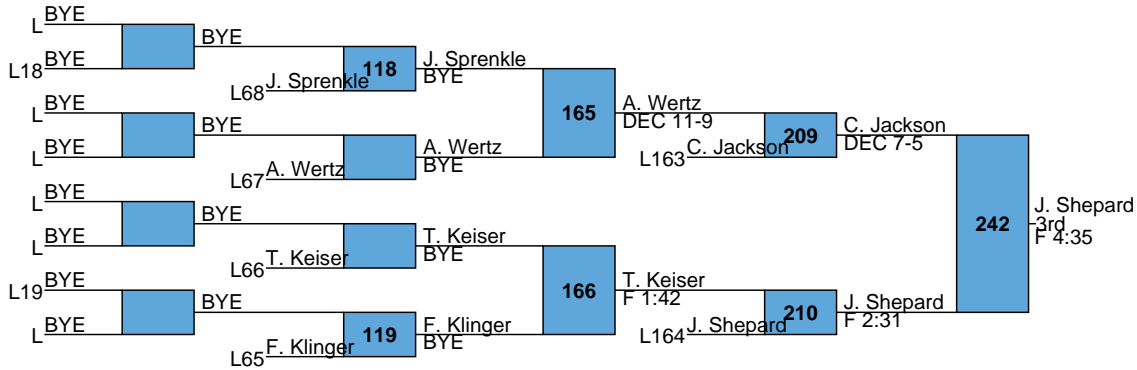 L BYE
BYE
L18 BYE
118
J. Sprenkle
BYE
L68 J. Sprenkle
165
A. Wertz
DEC 11-9
L BYE
BYE
L BYE
A. Wertz
BYE
L67 A. Wertz
209
C. Jackson
DEC 7-5
L163 C. Jackson
L BYE
BYE
L BYE
T. Keiser
BYE
L66 T. Keiser
242
J. Shepard
3rd
F 4:35
166
T. Keiser
F 1:42
L19 BYE
BYE
L BYE
119
F. Klinger
BYE
L65 F. Klinger
210
J. Shepard
F 2:31
L164 J. Shepard